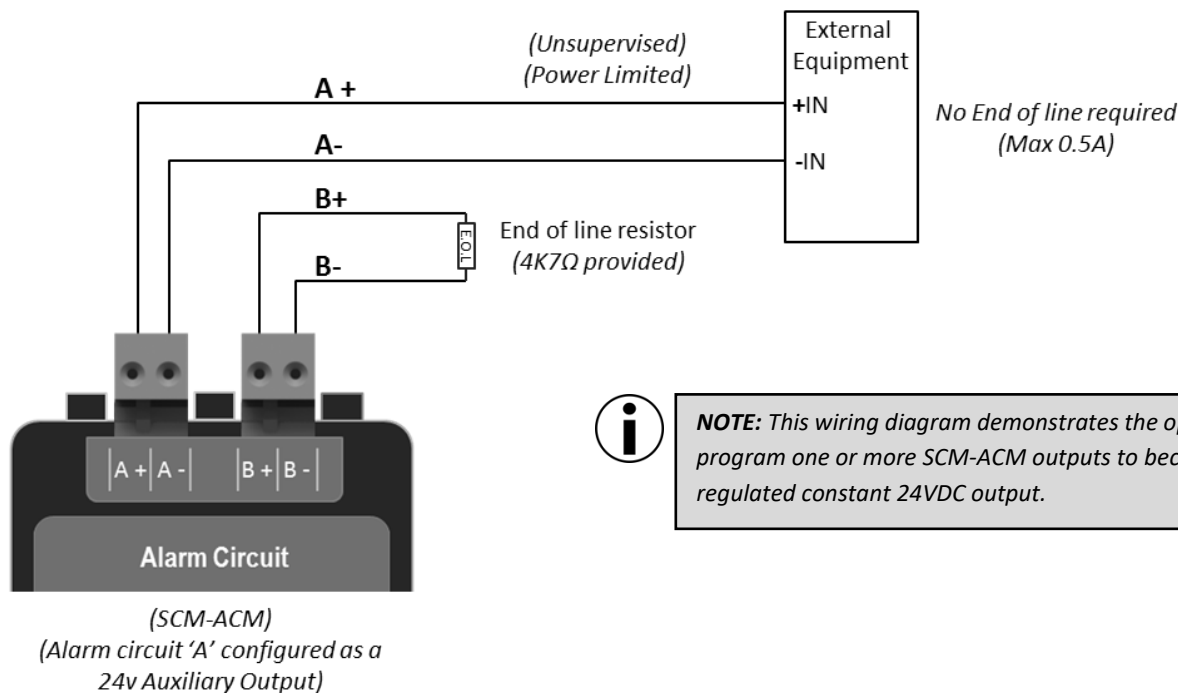 (Unsupervised)
(Power Limited)
External
Equipment
A +
+IN
No End of line required
(Max 0.5A)
A-
-IN
B+
E.O.L
End of line resistor
(4K7Ω provided)
B-
NOTE: This wiring diagram demonstrates the
program one or more SCM-ACM outputs to
regulated constant 24VDC output.
A + A - B + B -
Alarm Circuit
(SCM-ACM)
(Alarm circuit ‘A’ configured as a
24v Auxiliary Output)